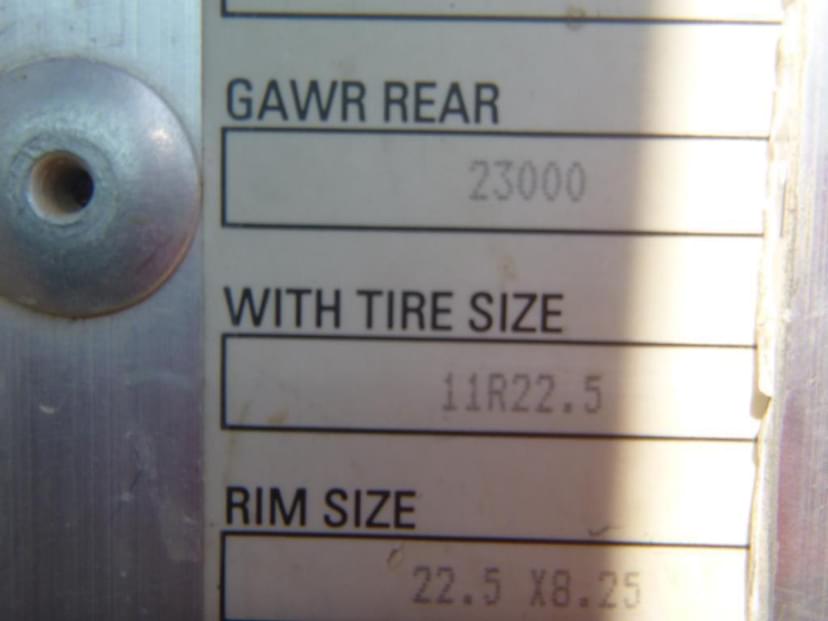 GAWR REAR
23000
WITH TIRE SIZE
11R22.5
RIM SIZE
22.5 X8.25